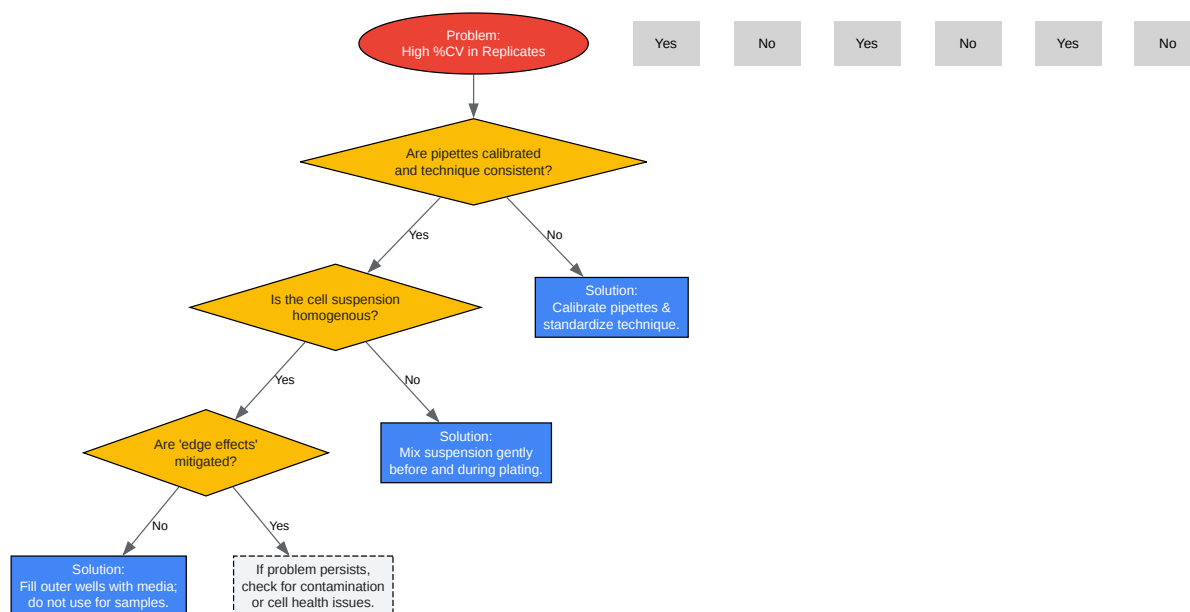 Problem:
High %CV in Replicates
Yes
No
Yes
No
Yes
No
Are pipettes calibrated
and technique consistent?
Yes
No
Is the cell suspension
homogenous?
Solution:
Calibrate pipettes &
standardize technique.
Yes
No
Are 'edge effects'
mitigated?
Solution:
Mix suspension gently
before and during plating.
No
Yes
Solution:
Fill outer wells with media;
do not use for samples.
If problem persists,
check for contamination
or cell health issues.